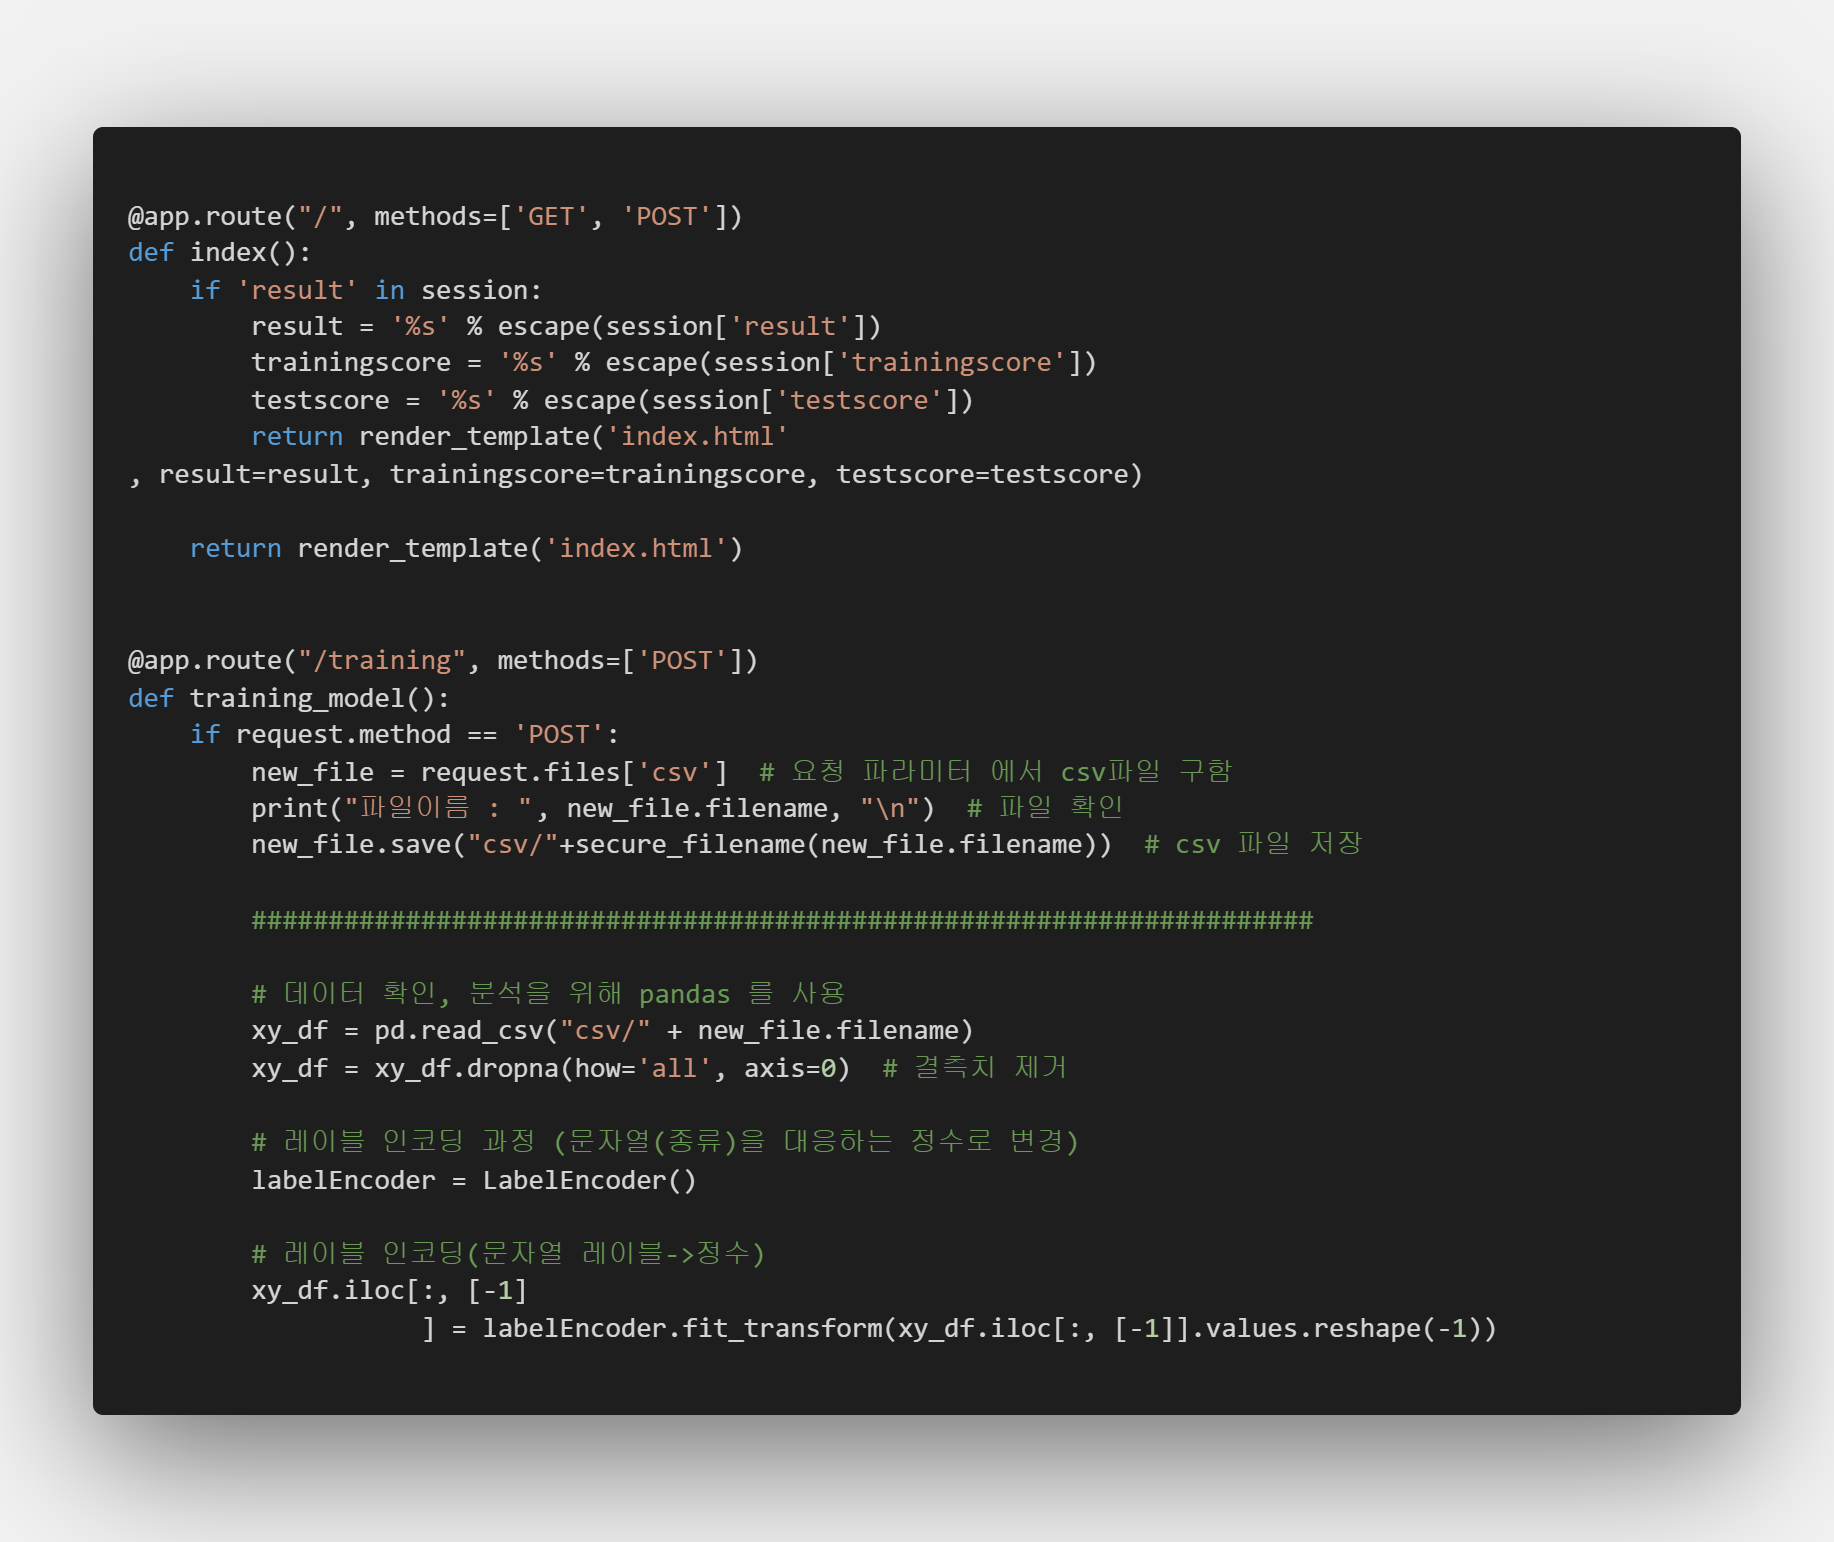 @app.route("/", methods=['GET', 'POST'])
def index():
    if 'result' in session:
        result = '%s' % escape(session['result'])
        trainingscore = '%s' % escape(session['trainingscore'])
        testscore = '%s' % escape(session['testscore'])
        return render_template('index.html'
, result=result, trainingscore=trainingscore, testscore=testscore)
    return render_template('index.html')
@app.route("/training", methods=['POST'])
def training_model():
    if request.method == 'POST':
        new_file = request.files['csv']  # 요청 파라미터 에서 csv파일 구함
        print("파일이름 : ", new_file.filename, "\n")  # 파일 확인
        new_file.save("csv/"+secure_filename(new_file.filename))  # csv 파일 저장
        #####################################################################
        # 데이터 확인, 분석을 위해 pandas 를 사용
        xy_df = pd.read_csv("csv/" + new_file.filename)
        xy_df = xy_df.dropna(how='all', axis=0)  # 결측치 제거
        # 레이블 인코딩 과정 (문자열(종류)을 대응하는 정수로 변경)
        labelEncoder = LabelEncoder()
        # 레이블 인코딩(문자열 레이블->정수)
        xy_df.iloc[:, [-1]
                   ] = labelEncoder.fit_transform(xy_df.iloc[:, [-1]].values.reshape(-1))